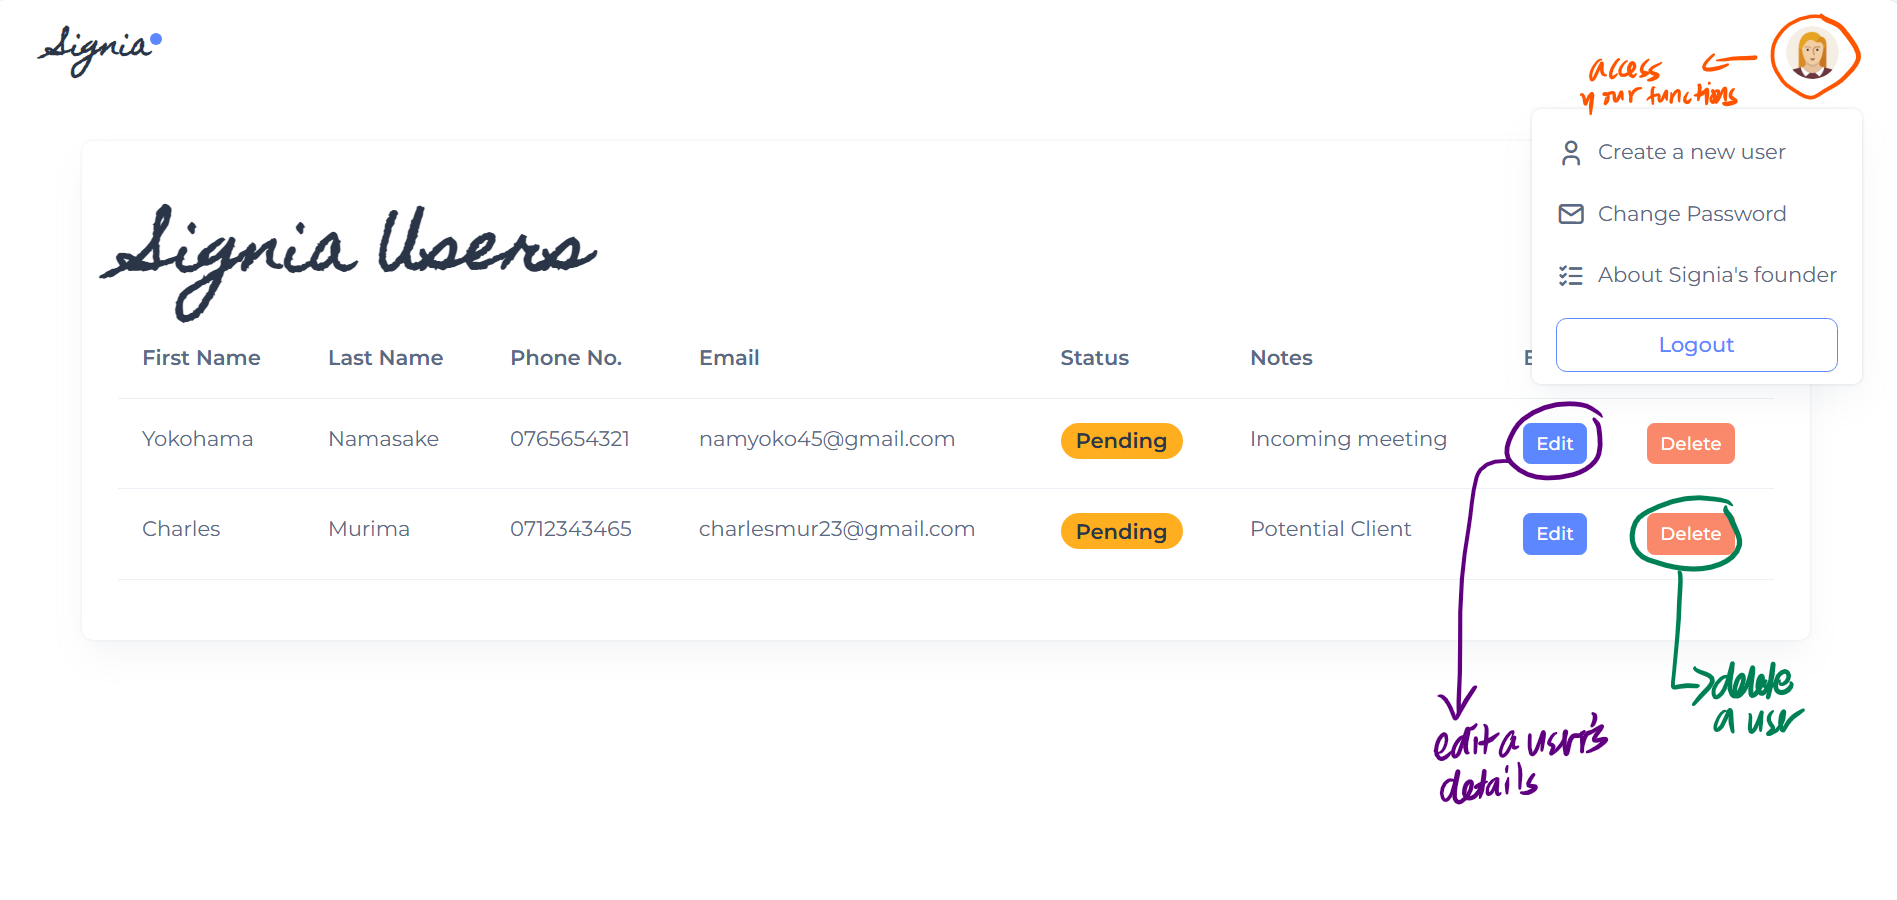 Signia
access
your functions
Create a new user
Change Password
About Signia's founder
Logout
Signia Users
First Name Last Name Phone No. Email Status Notes E
Yokohama Namasake 0765654321 namyoko45@gmail.com Pending Incoming meeting Edit Delete
Charles Murima 0712343465 charlesmur23@gmail.com Pending Potential Client Edit Delete
delete
a user
edit a user's
details